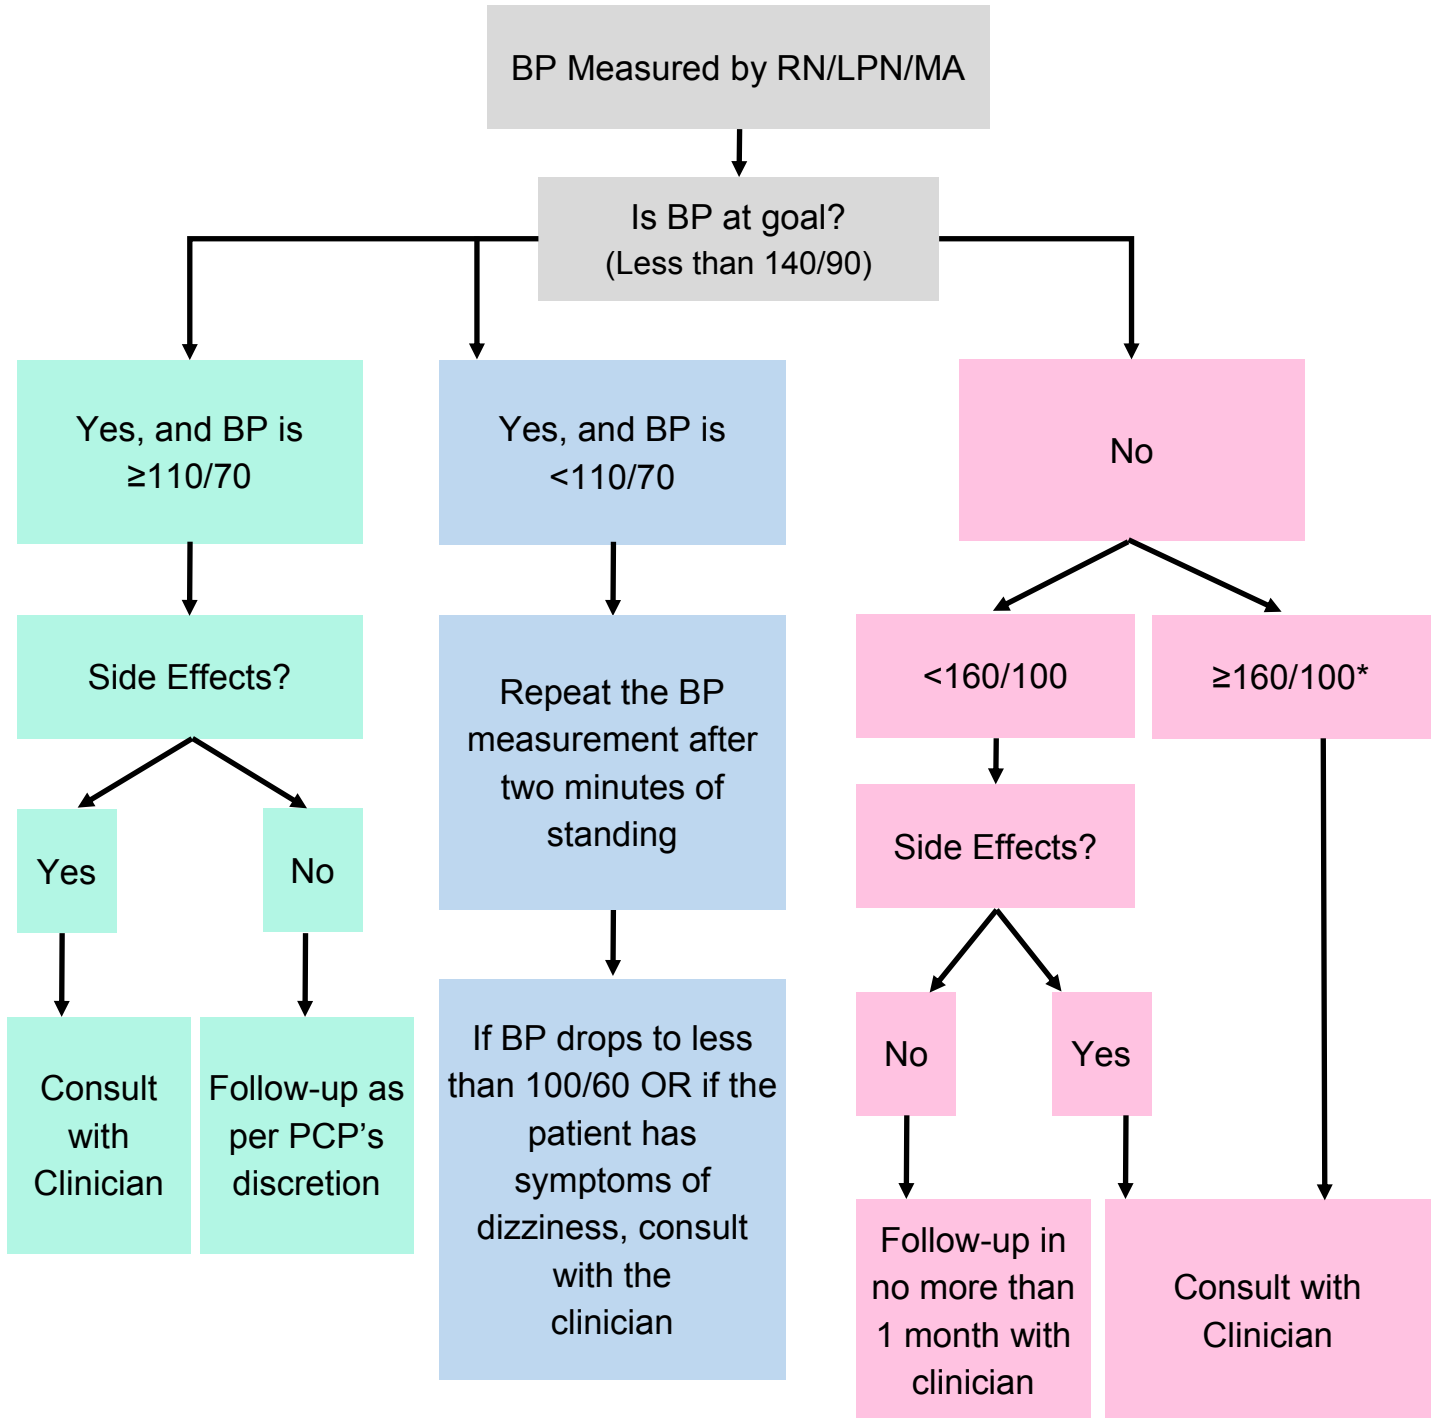 BP Measured by RN/LPN/MA
Is BP at goal?
(Less than 140/90)
Yes, and BP is
≥110/70
Yes, and BP is
<110/70
No
Side Effects?
Repeat the BP
measurement after
two minutes of
standing
<160/100
≥160/100*
Side Effects?
Yes
No
No
Yes
Consult
with
Clinician
Follow-up as
per PCP’s
discretion
If BP drops to less
than 100/60 OR if the
patient has
symptoms of
dizziness, consult
with the
clinician
Follow-up in
no more than
1 month with
clinician
Consult with
Clinician